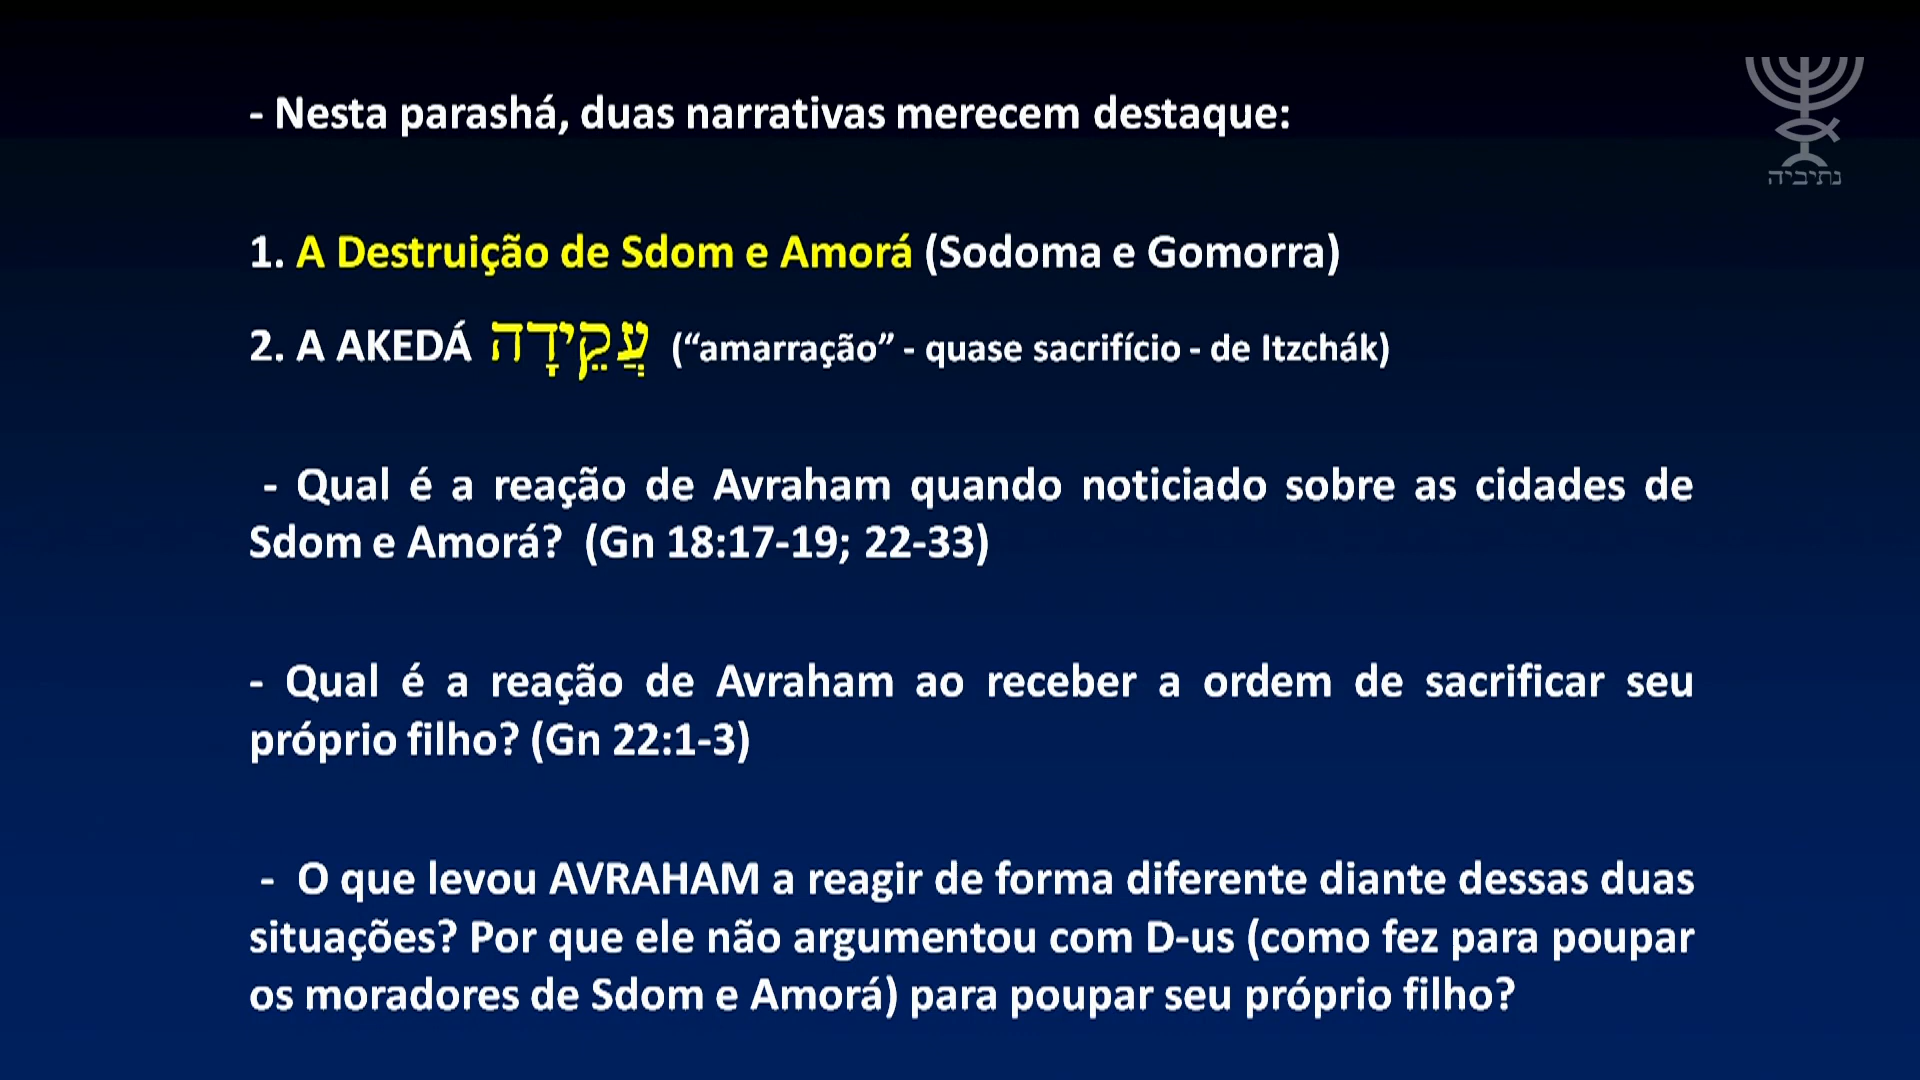 - Nesta parashá, duas narrativas merecem destaque:
נתיביה
1. A Destruição de Sdom e Amorá (Sodoma e Gomorra)
2. A AKEDÁ עֲקֵידָה (“amarração” - quase sacrifício - de Itzchák)
- Qual é a reação de Avraham quando noticiado sobre as cidades de
Sdom e Amorá? (Gn 18:17-19; 22-33)
- Qual é a reação de Avraham ao receber a ordem de sacrificar seu
próprio filho? (Gn 22:1-3)
- O que levou AVRAHAM a reagir de forma diferente diante dessas duas
situações? Por que ele não argumentou com D-us (como fez para poupar
os moradores de Sdom e Amorá) para poupar seu próprio filho?